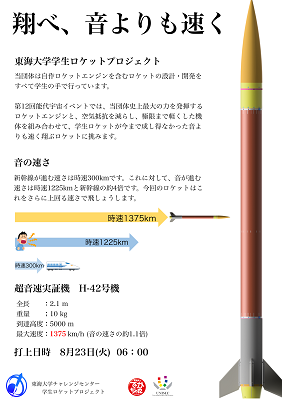 翔べ、音よりも速く
東海大学学生ロケットプロジェクト
当団体は自作ロケットエンジンを含むロケットの設計・開発を
すべて学生の手で行っています。
第12回能代宇宙イベントでは、当団体史上最大の力を発揮する
ロケットエンジンと、空気抵抗を減らし、極限まで軽くした機
体を組み合わせて、学生ロケットが今まで成し得なかった音よ
りも速く翔ぶロケットに挑みます。
音の速さ
新幹線が進む速さは時速300kmです。これに対して、音が進む
速さは時速1225kmと新幹線の約4倍です。今回のロケットはこ
れをさらに上回る速さで飛しょうします。
時速1375km
時速1225km
時速300km
超音速実証機　H-42号機
全長　：2.1 m
重量　：10 kg
到達高度：5000 m
最大速度：1375 km/h (音の速さの約1.1倍)
打上日時　8月23日(火)　06：00
東海大学チャレンジセンター
学生ロケットプロジェクト
UNISEC